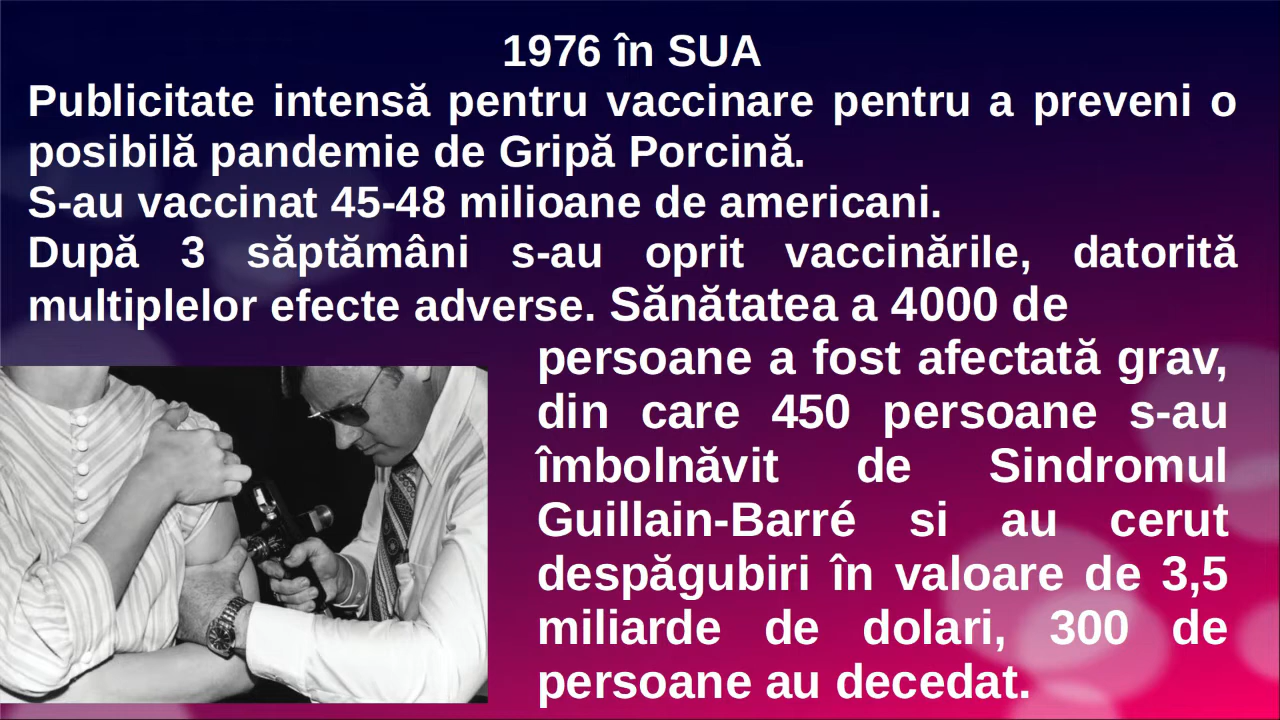 1976 în SUA
Publicitate intensă pentru vaccinare pentru a preveni o
posibilă pandemie de Gripă Porcină.
S-au vaccinat 45-48 milioane de americani.
După 3 săptămâni s-au oprit vaccinările, datorită
multiplelor efecte adverse. Sănătatea a 4000 de
persoane a fost afectată grav,
din care 450 persoane s-au
îmbolnăvit de Sindromul
Guillain-Barré si au cerut
despăgubiri în valoare de 3,5
miliarde de dolari, 300 de
persoane au decedat.